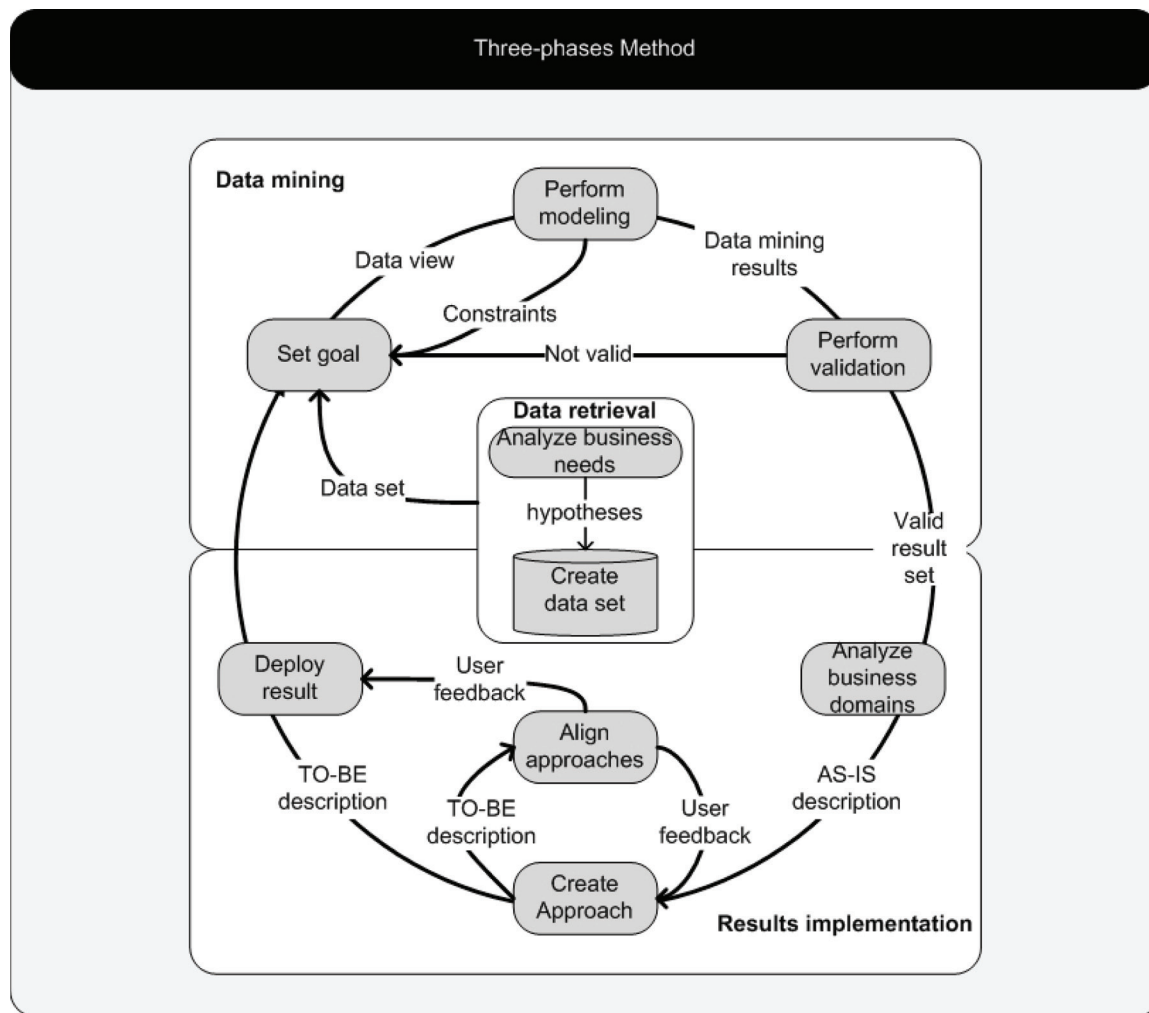 Three-phases Method
Data mining
Perform
modeling
Data view
Data mining
results
Constraints
Set goal
Not valid
Perform
validation
Data retrieval
Analyze business
needs
Data set
hypotheses
Valid
result
set
Create
data set
Deploy
result
User
feedback
Analyze
business
domains
Align
approaches
TO-BE
description
TO-BE
description
User
feedback
AS-IS
description
Create
Approach
Results implementation